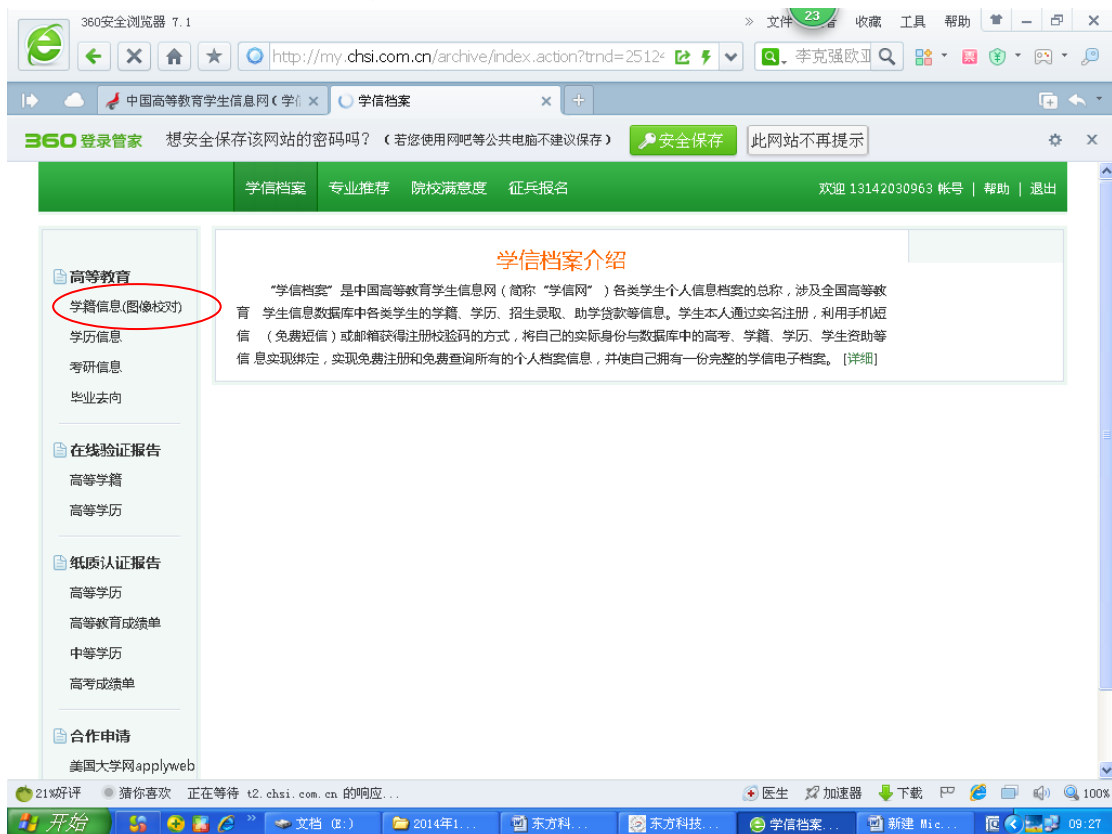 360安全浏览器 7.1
» 文件 23 收藏 工具 帮助
http://my.chsi.com.cn/archive/index.action?trnd=25124
李克强欧亚
中国高等教育学生信息网(学信
学信档案
360 登录管家 想安全保存该网站的密码吗? (若您使用网吧等公共电脑不建议保存) 安全保存 此网站不再提示
学信档案 专业推荐 院校满意度 征兵报名
欢迎 13142030963 帐号 | 帮助 | 退出
高等教育
学籍信息(图像校对)
学历信息
考研信息
毕业去向
在线验证报告
高等学籍
高等学历
纸质认证报告
高等学历
高等教育成绩单
中等学历
高考成绩单
合作申请
美国大学网applyweb
学信档案介绍
“学信档案”是中国高等教育学生信息网(简称“学信网”)各类学生个人信息档案的总称,涉及全国高等教
育 学生信息数据库中各类学生的学籍、学历、招生录取、助学贷款等信息。学生本人通过实名注册,利用手机短
信 (免费短信)或邮箱获得注册校验码的方式,将自己的实际身份与数据库中的高考、学籍、学历、学生资助等
信 息实现绑定,实现免费注册和免费查询所有的个人档案信息,并使自己拥有一份完整的学信电子档案。 [详细]
21%好评 猜你喜欢 正在等待 t2.chsi.com.cn 的响应...
医生 加速器 下载 100%
开始 » 文档 (E:) 2014年1... 东方科... 东方科技... 学信档案... 新建 Mic... 09:27